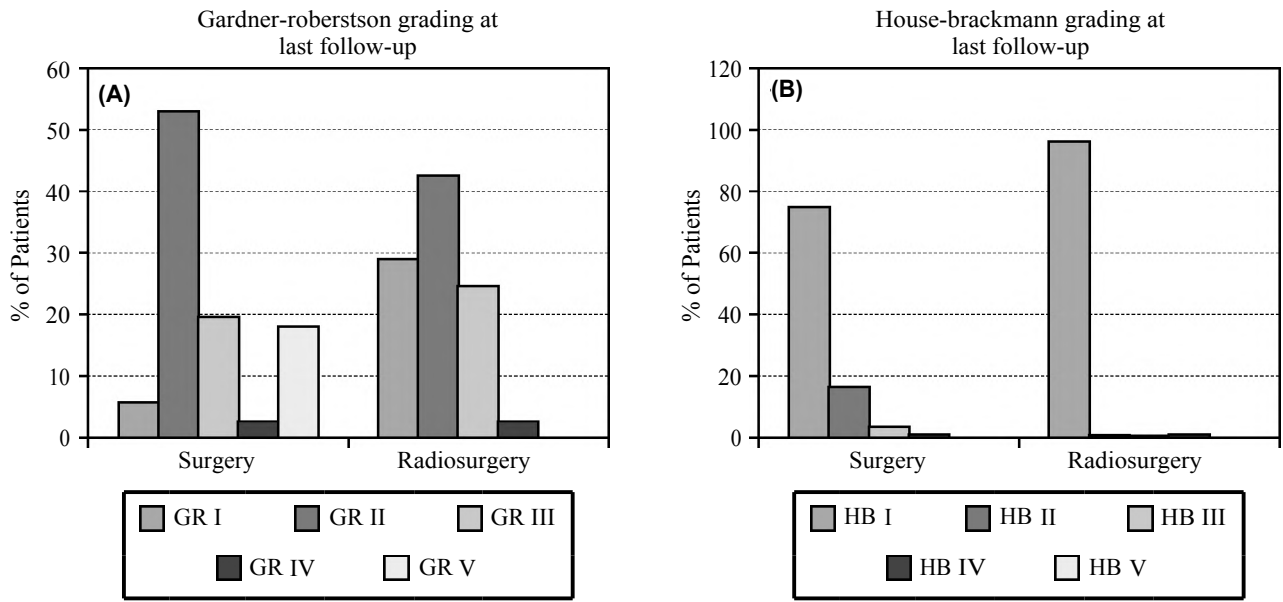 Gardner-roberstson grading at
last follow-up
(A)
% of Patients
60
50
40
30
20
10
0
Surgery
Radiosurgery
GR I
GR II
GR III
GR IV
GR V
House-brackmann grading at
last follow-up
(B)
% of Patients
120
100
80
60
40
20
0
Surgery
Radiosurgery
HB I
HB II
HB III
HB IV
HB V